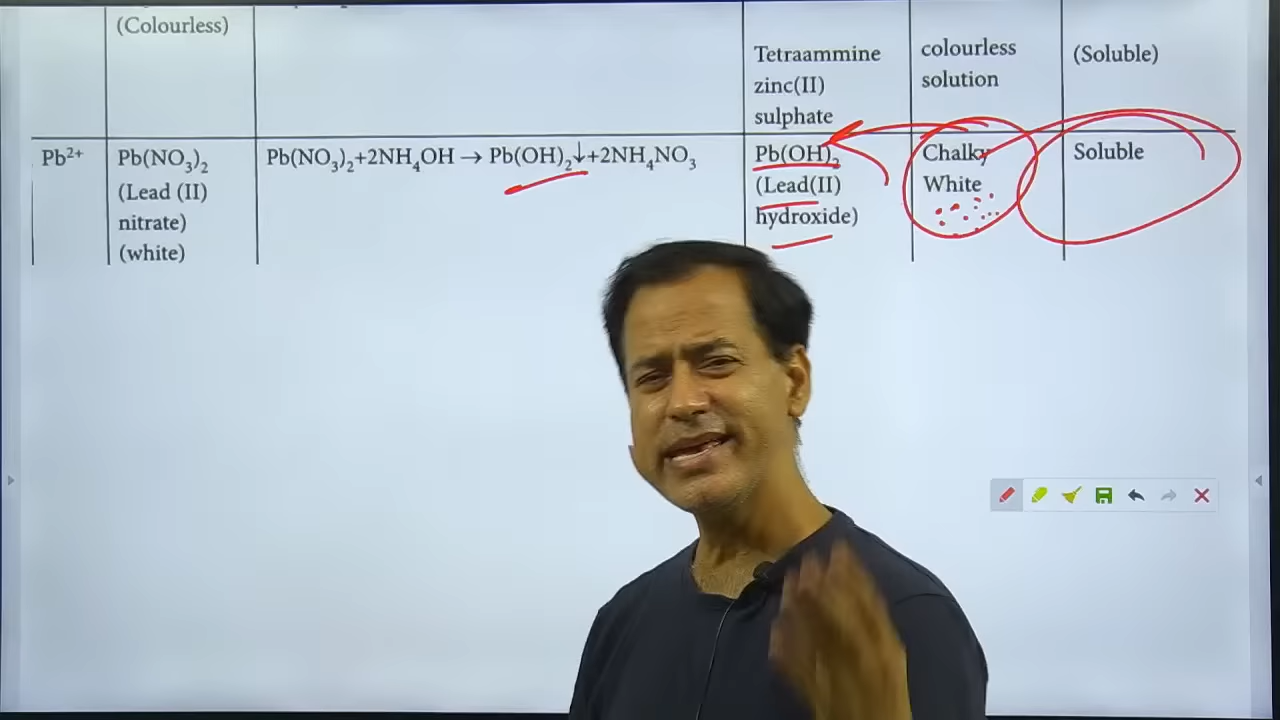 (Colourless)
Tetraammine
zinc(II)
sulphate
colourless
solution
(Soluble)
Pb²⁺
Pb(NO₃)₂
(Lead (II)
nitrate)
(white)
Pb(NO₃)₂+2NH₄OH → Pb(OH)₂↓+2NH₄NO₃
Pb(OH)₂
(Lead(II)
hydroxide)
Chalky
White
Soluble